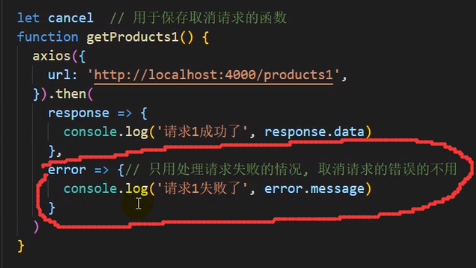 let cancel  // 用于保存取消请求的函数
function getProducts1() {
axios({
url: 'http://localhost:4000/products1',
}).then(
response => {
console.log('请求1成功了', response.data)
},
error => {// 只用处理请求失败的情况, 取消请求的错误的不用
console.log('请求1失败了', error.message)
}
)
}